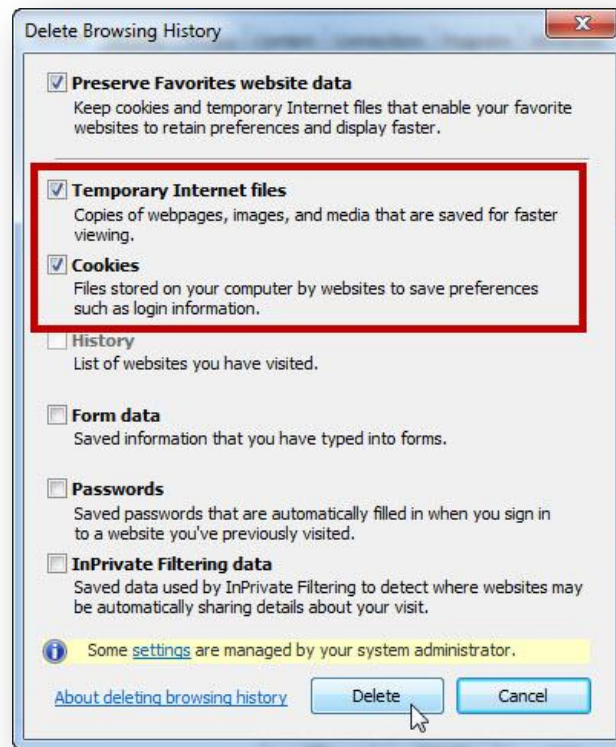 Delete Browsing History
Preserve Favorites website data
Keep cookies and temporary Internet files that enable your favorite
websites to retain preferences and display faster.
Temporary Internet files
Copies of webpages, images, and media that are saved for faster
viewing.
Cookies
Files stored on your computer by websites to save preferences
such as login information.
History
List of websites you have visited.
Form data
Saved information that you have typed into forms.
Passwords
Saved passwords that are automatically filled in when you sign in
to a website you've previously visited.
InPrivate Filtering data
Saved data used by InPrivate Filtering to detect where websites may
be automatically sharing details about your visit.
Some settings are managed by your system administrator.
About deleting browsing history Delete Cancel